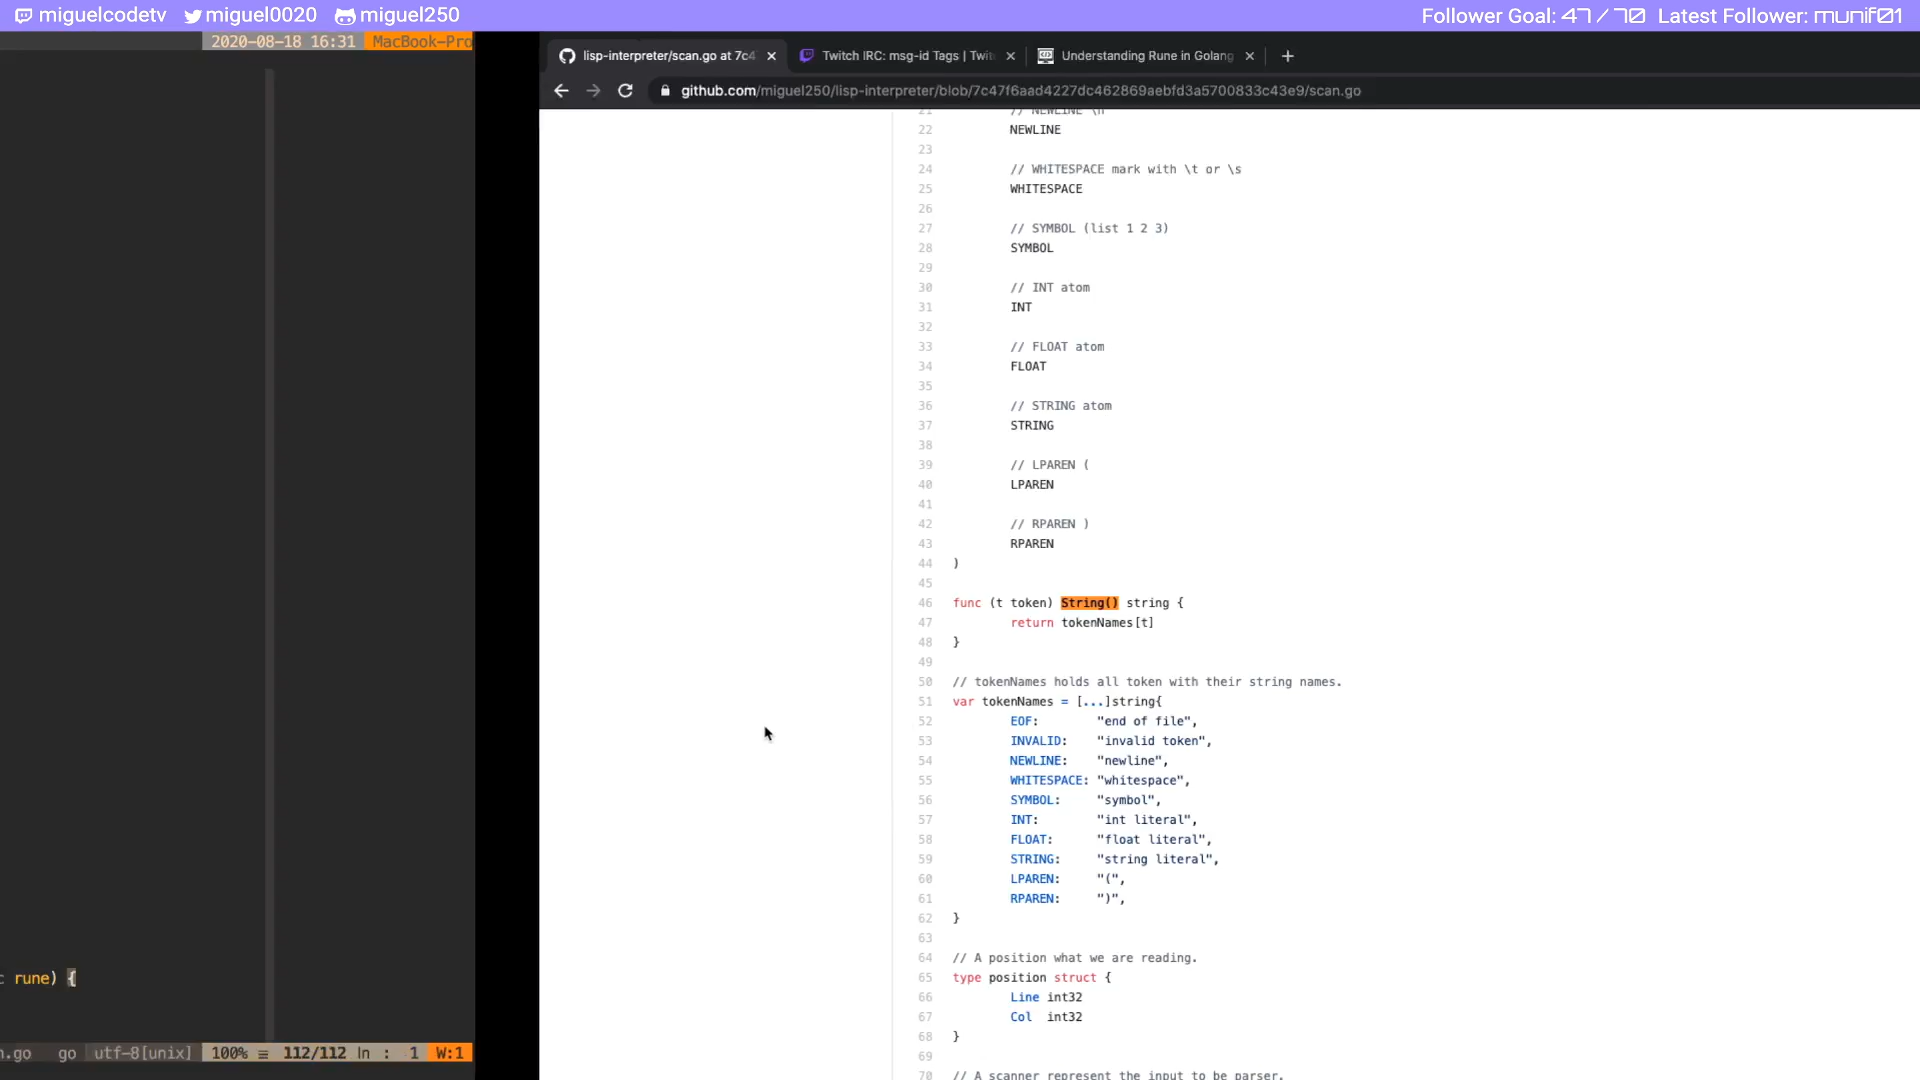 miguelcodetv miguel0020 miguel250
Follower Goal: 47 / 70 Latest Follower: munif01
2020-08-18 16:31 MacBook-Pro
lisp-interpreter/scan.go at 7c4
Twitch IRC: msg-id Tags | Twit
Understanding Rune in Golang
github.com/miguel250/lisp-interpreter/blob/7c47f6aad4227dc462869aebfd3a5700833c43e9/scan.go
21 // NEWLINE \n
22 NEWLINE
23
24 // WHITESPACE mark with \t or \s
25 WHITESPACE
26
27 // SYMBOL (list 1 2 3)
28 SYMBOL
29
30 // INT atom
31 INT
32
33 // FLOAT atom
34 FLOAT
35
36 // STRING atom
37 STRING
38
39 // LPAREN (
40 LPAREN
41
42 // RPAREN )
43 RPAREN
44 )
45
46 func (t token) String() string {
47 return tokenNames[t]
48 }
49
50 // tokenNames holds all token with their string names.
51 var tokenNames = [...]string{
52 EOF: "end of file",
53 INVALID: "invalid token",
54 NEWLINE: "newline",
55 WHITESPACE: "whitespace",
56 SYMBOL: "symbol",
57 INT: "int literal",
58 FLOAT: "float literal",
59 STRING: "string literal",
60 LPAREN: "(",
61 RPAREN: ")",
62 }
63
64 // A position what we are reading.
65 type position struct {
66 Line int32
67 Col int32
68 }
69
70 // A scanner represent the input to be parser.
c rune) {
n.go go utf-8[unix] 100% ≡ 112/112 ln : 1 W:1